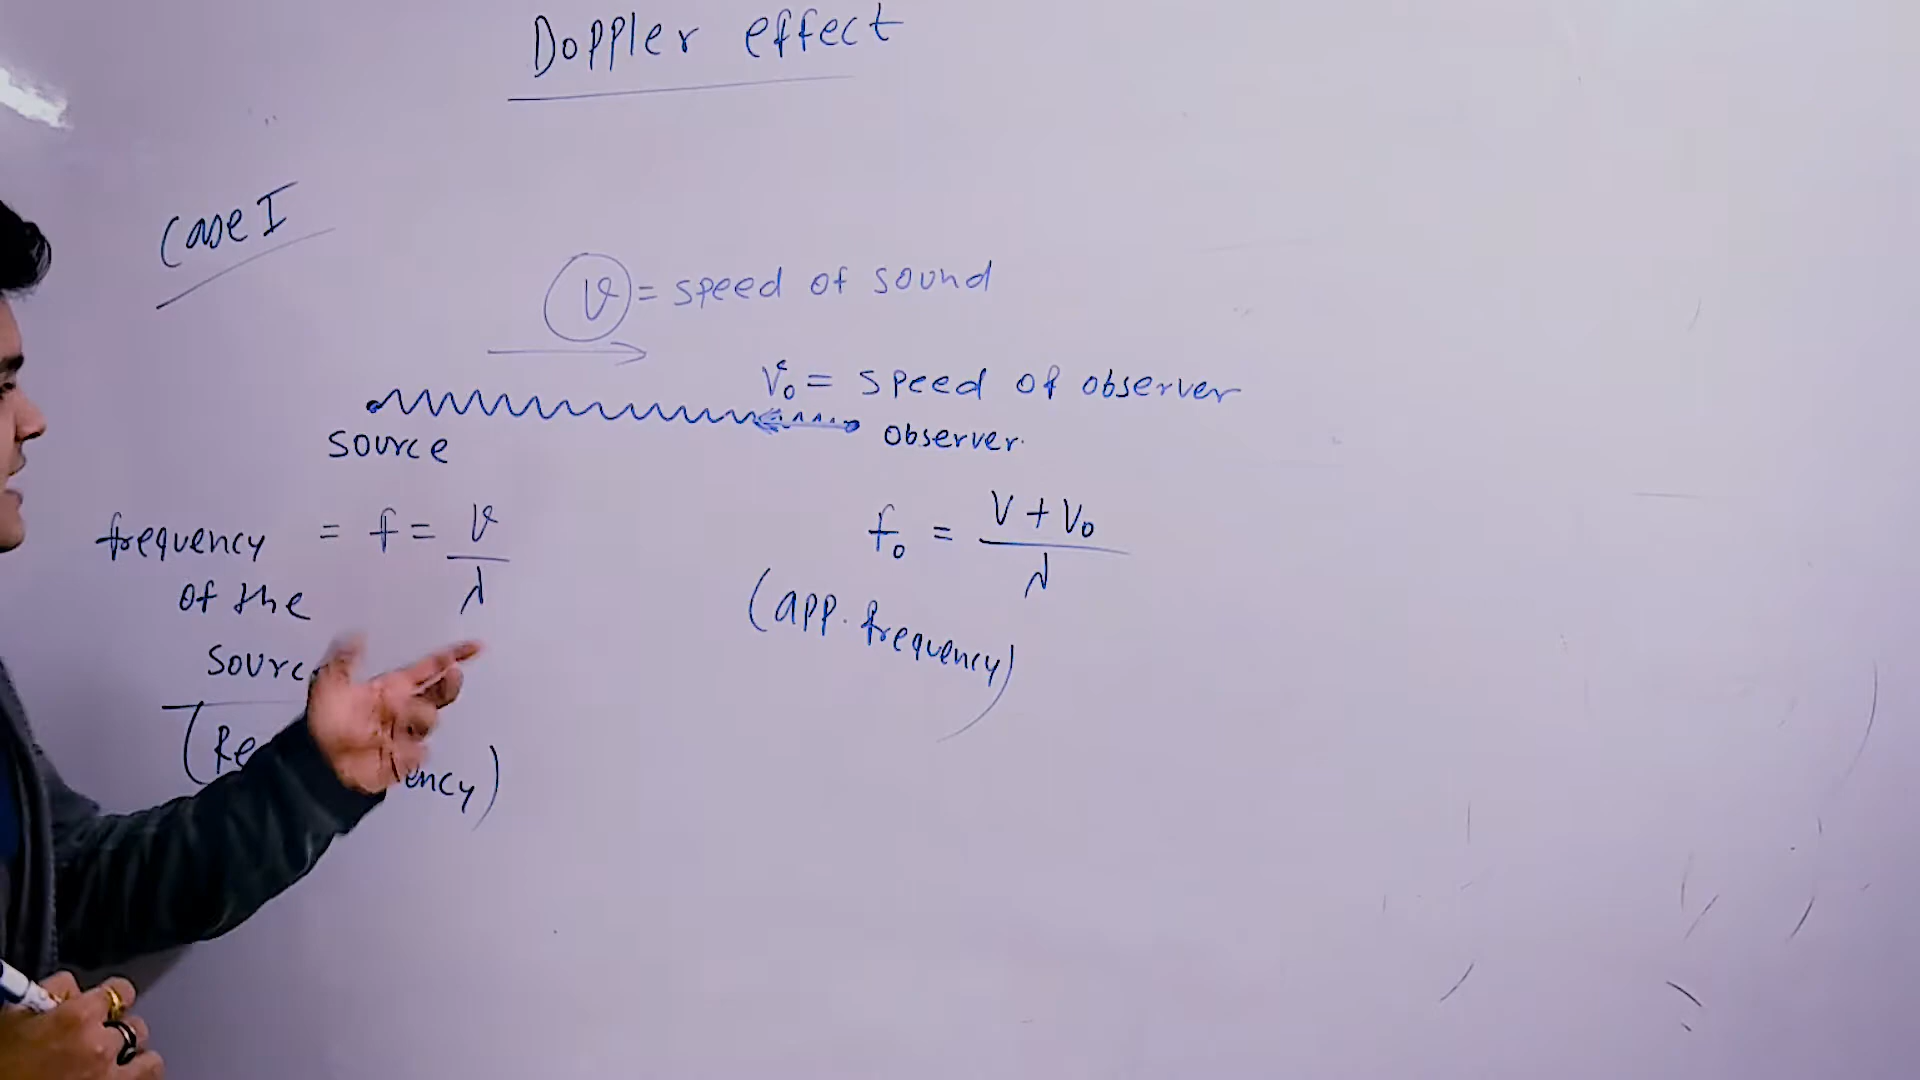 Doppler effect
Case I
v = speed of sound
v₀ = speed of observer
source
observer.
frequency = f = v/λ
of the
f₀ = (V + V₀)/λ
(app. frequency)